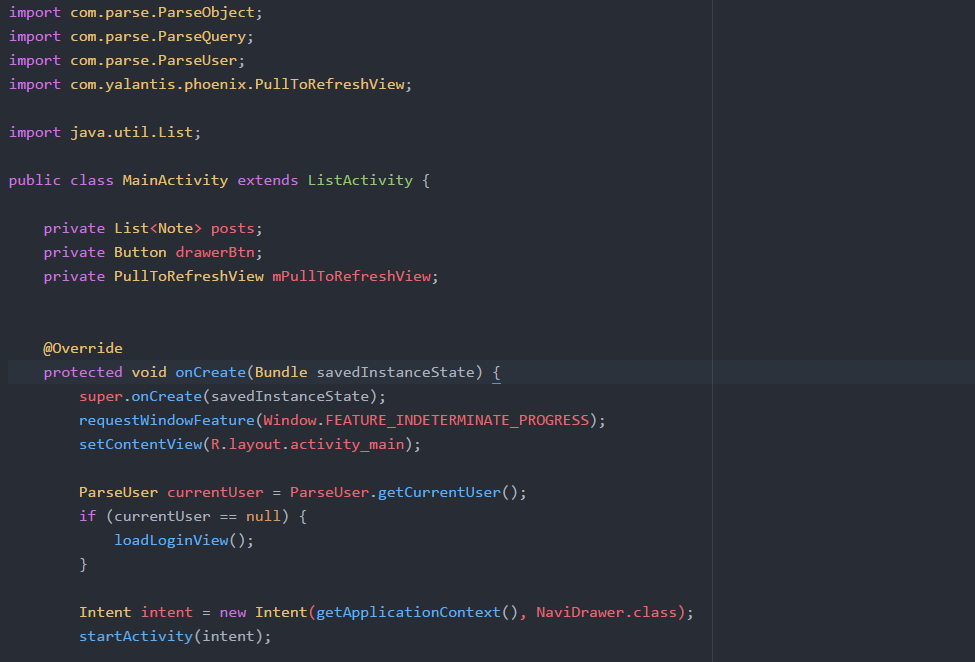 import com.parse.ParseObject;
import com.parse.ParseQuery;
import com.parse.ParseUser;
import com.yalantis.phoenix.PullToRefreshView;
import java.util.List;
public class MainActivity extends ListActivity {
private List<Note> posts;
private Button drawerBtn;
private PullToRefreshView mPullToRefreshView;
@Override
protected void onCreate(Bundle savedInstanceState) {
super.onCreate(savedInstanceState);
requestWindowFeature(Window.FEATURE_INDETERMINATE_PROGRESS);
setContentView(R.layout.activity_main);
ParseUser currentUser = ParseUser.getCurrentUser();
if (currentUser == null) {
loadLoginView();
}
Intent intent = new Intent(getApplicationContext(), NaviDrawer.class);
startActivity(intent);